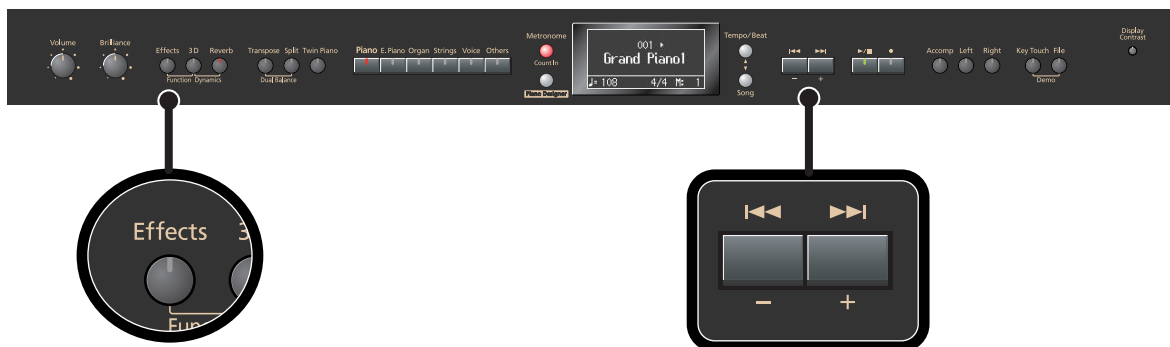 Volume
Brilliance
Effects 3D Reverb
Function Dynamics
Transpose Split Twin Piano
Dual Balance
Piano E.Piano Organ Strings Voice Others
Metronome
Count In
Piano Designer
001
Grand Piano1
♩= 108 4/4 M: 1
Tempo/Beat
Song
− +
Accomp Left Right
Key Touch File
Demo
Display
Contrast
Effects 3
Func
− +